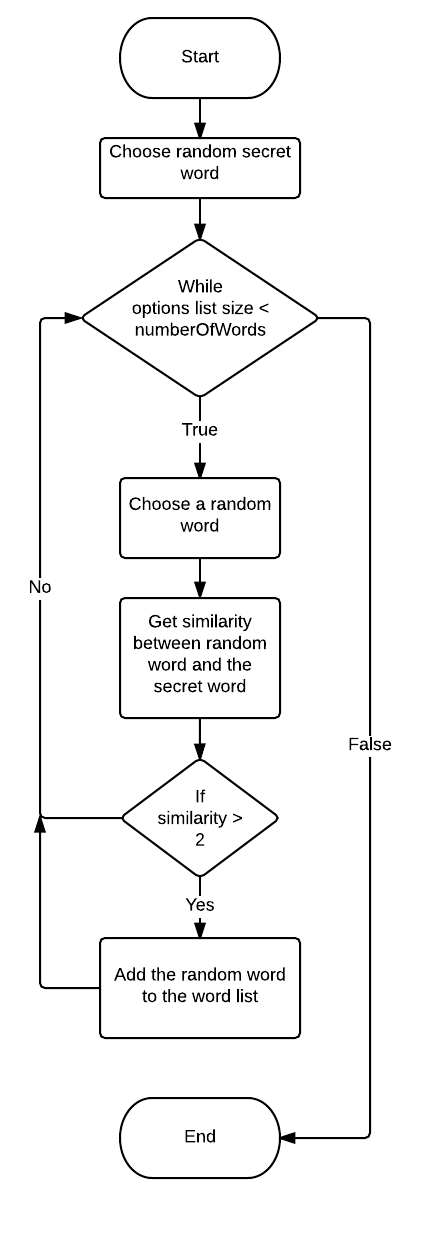 Start
Choose random secret
word
While
options list size <
numberOfWords
True
Choose a random
word
No
Get similarity
between random
word and the
secret word
False
If
similarity >
2
Yes
Add the random word
to the word list
End